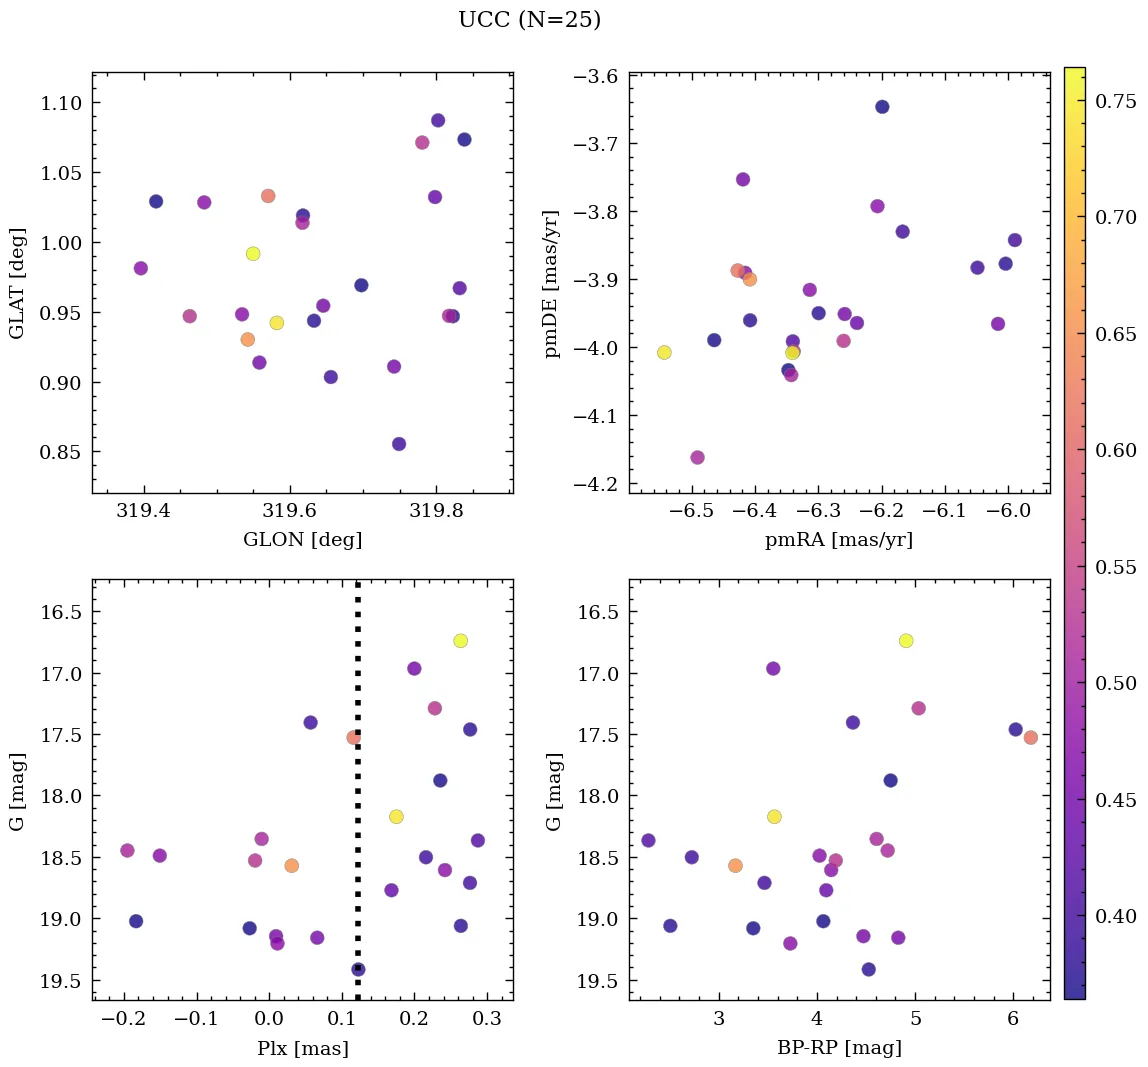 UCC (N=25)
1.10
1.05
1.00
0.95
0.90
0.85
GLAT [deg]
319.4 319.6 319.8
GLON [deg]
−3.6
−3.7
−3.8
−3.9
−4.0
−4.1
−4.2
pmDE [mas/yr]
−6.5 −6.4 −6.3 −6.2 −6.1 −6.0
pmRA [mas/yr]
16.5
17.0
17.5
18.0
18.5
19.0
19.5
G [mag]
−0.2 −0.1 0.0 0.1 0.2 0.3
Plx [mas]
16.5
17.0
17.5
18.0
18.5
19.0
19.5
G [mag]
3 4 5 6
BP-RP [mag]
0.75
0.70
0.65
0.60
0.55
0.50
0.45
0.40